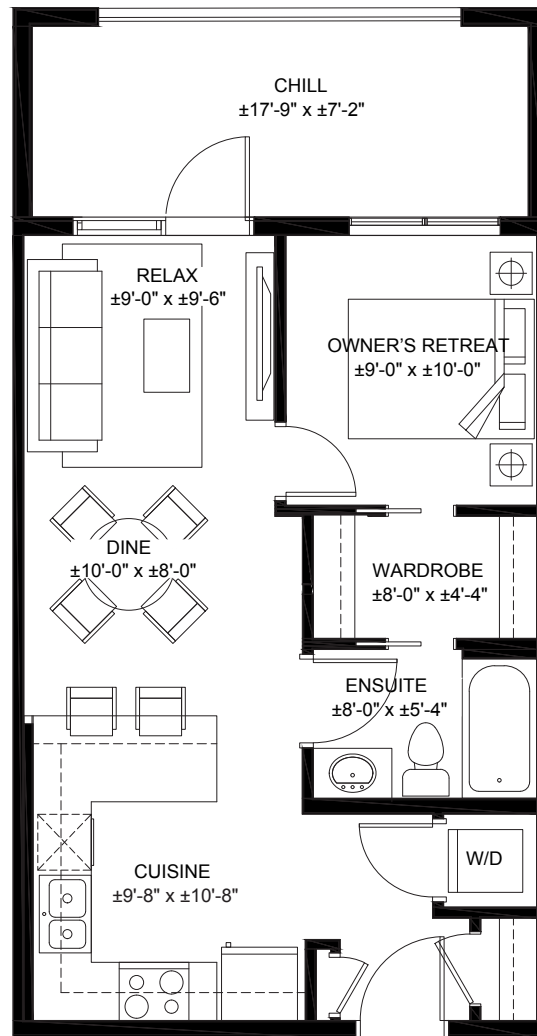 CHILL
±17'-9" x ±7'-2"
RELAX
±9'-0" x ±9'-6"
OWNER'S RETREAT
±9'-0" x ±10'-0"
DINE
±10'-0" x ±8'-0"
WARDROBE
±8'-0" x ±4'-4"
ENSUITE
±8'-0" x ±5'-4"
CUISINE
±9'-8" x ±10'-8"
W/D